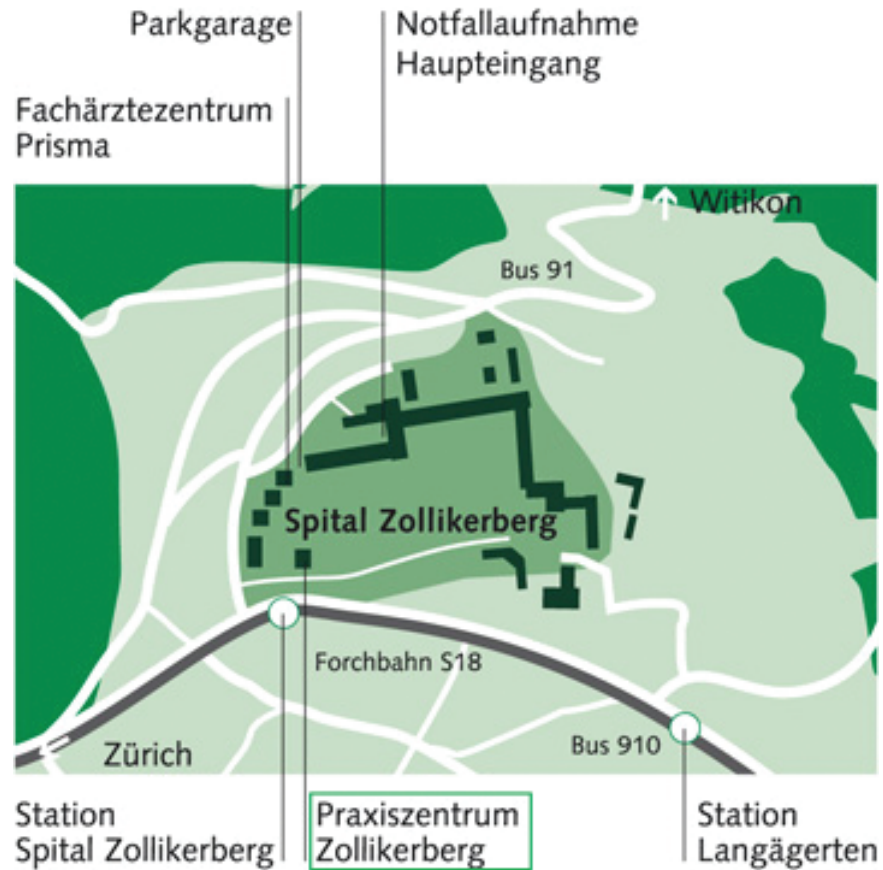 Parkgarage
Notfallaufnahme
Haupteingang
Fachärztezentrum
Prisma
Witikon
Bus 91
Spital Zollikerberg
Forchbahn S18
Bus 910
Zürich
Station
Spital Zollikerberg
Praxiszentrum
Zollikerberg
Station
Langägerten